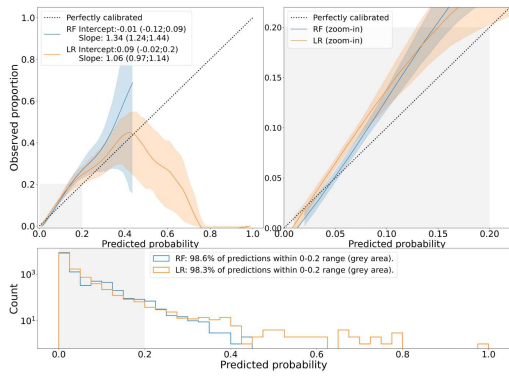 Perfectly calibrated
RF Intercept:-0.01 (-0.12;0.09)
Slope: 1.34 (1.24;1.44)
LR Intercept:0.09 (-0.02;0.2)
Slope: 1.06 (0.97;1.14)
Observed proportion
1.0
0.8
0.6
0.4
0.2
0.0
0.0 0.2 0.4 0.6 0.8 1.0
Predicted probability
Perfectly calibrated
RF (zoom-in)
LR (zoom-in)
0.20
0.15
0.10
0.05
0.00
0.00 0.05 0.10 0.15 0.20
Predicted probability
RF: 98.6% of predictions within 0-0.2 range (grey area).
LR: 98.3% of predictions within 0-0.2 range (grey area).
Count
10³
10¹
0.0 0.2 0.4 0.6 0.8 1.0
Predicted probability